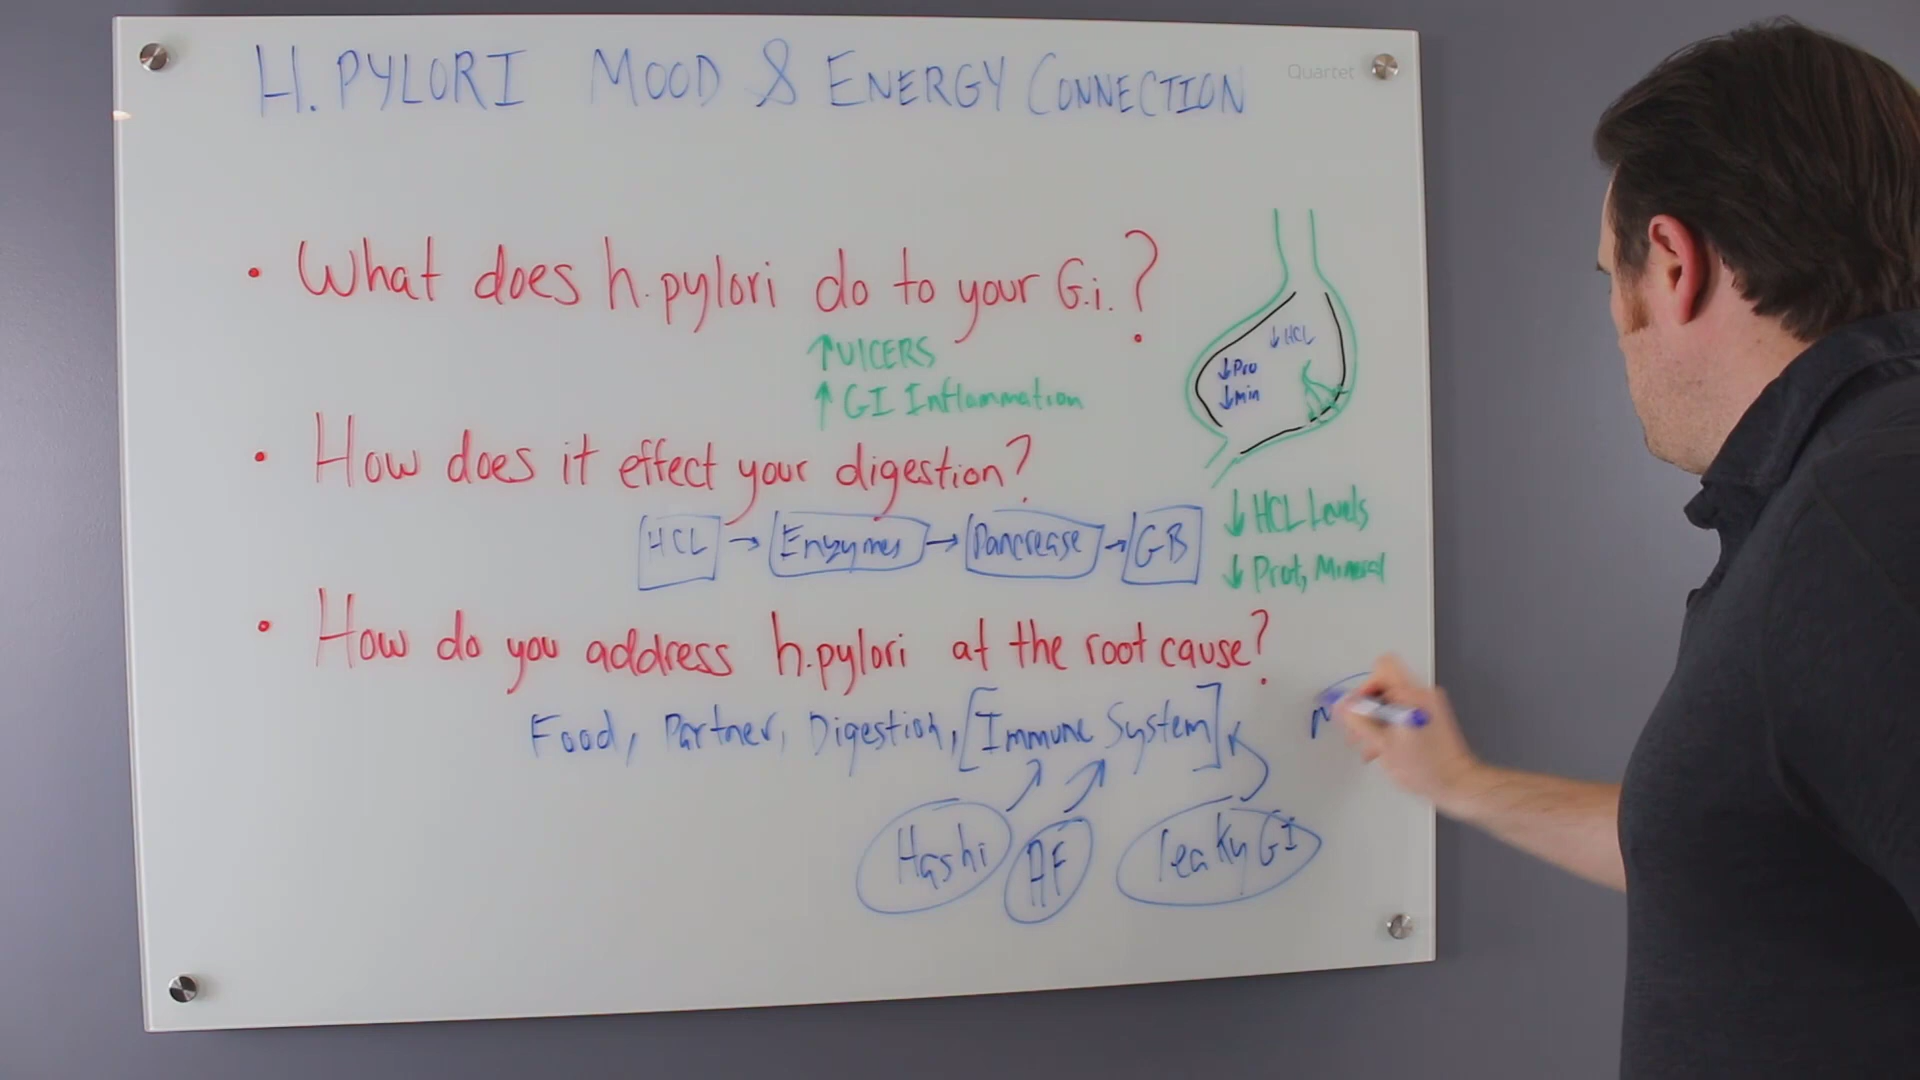 H. PYLORI MOOD & ENERGY CONNECTION
Quartet
• What does h.pylori do to your G.i.?
↑ UlCERS
↑ GI Inflammation
↓ HCL
↓ Pro
↓ Min
• How does it effect your digestion?
HCL → Enzymes → Pancrease → GB
↓ HCL Levels
↓ Prot, Mineral
• How do you address h.pylori at the root cause?
Food, Partner, Digestion, [Immune System]
Hashi AF leaky GI